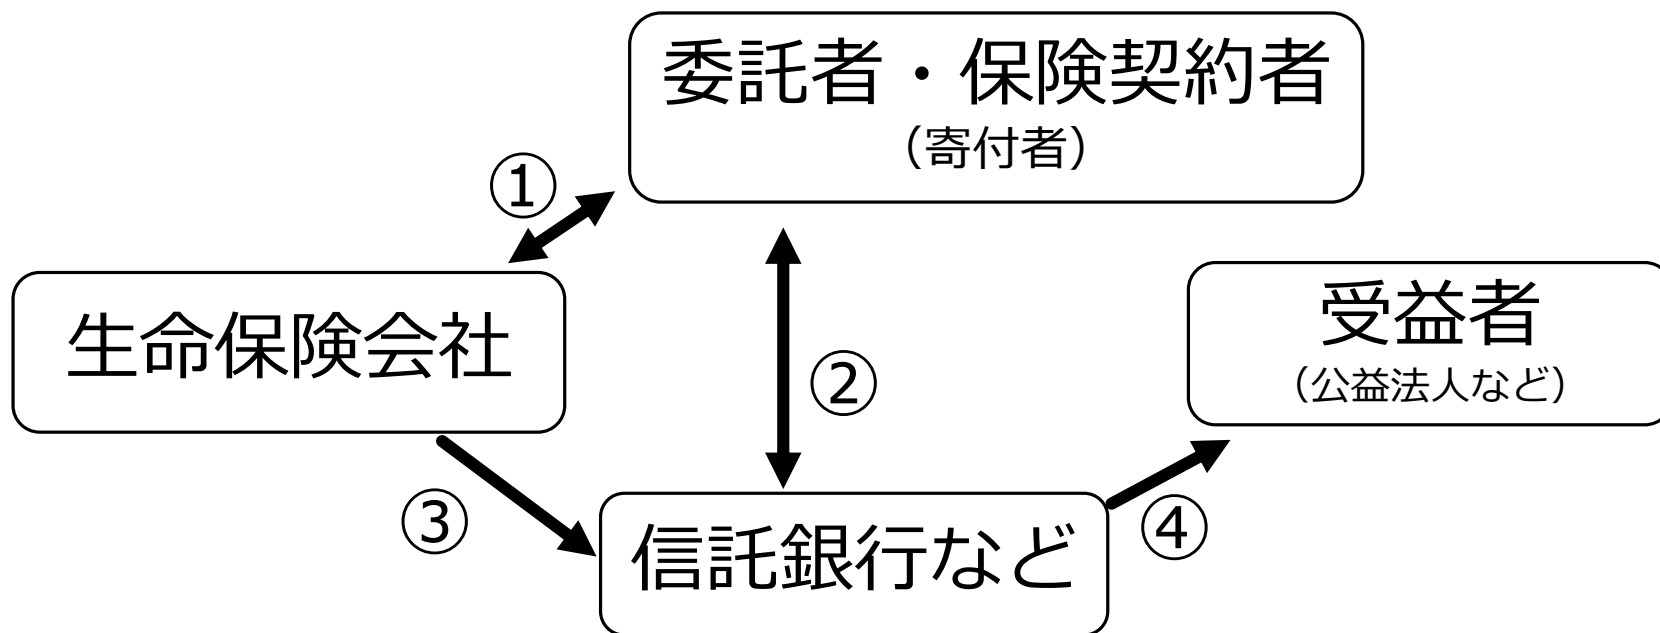 委託者・保険契約者
（寄付者）
①
生命保険会社
受益者
（公益法人など）
②
③
信託銀行など
④